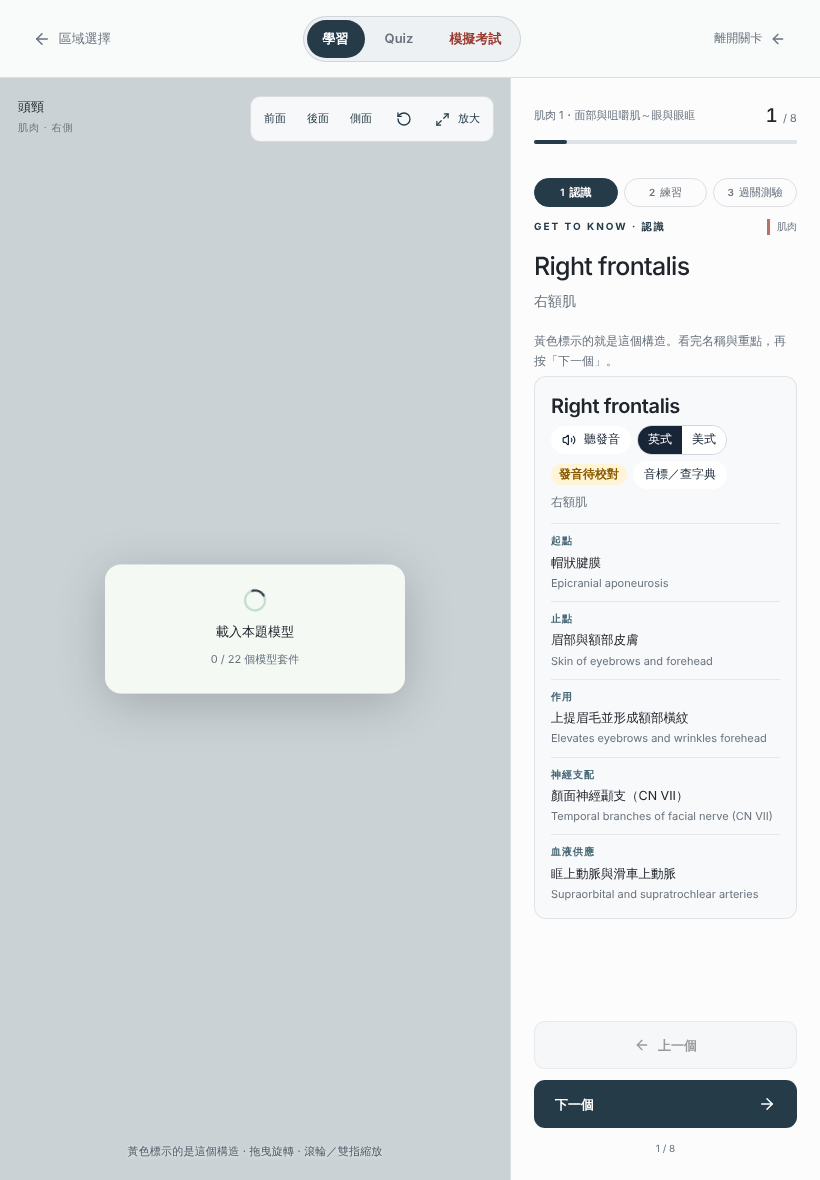 區域選擇
學習
Quiz
模擬考試
離開關卡
頭頸
肌肉 · 右側
前面
後面
側面
放大
載入本題模型
0 / 22 個模型套件
黃色標示的是這個構造 · 拖曳旋轉 · 滾輪／雙指縮放
肌肉 1 · 面部與咀嚼肌～眼與眼眶
1 / 8
1 認識
2 練習
3 過關測驗
GET TO KNOW · 認識
肌肉
Right frontalis
右額肌
黃色標示的就是這個構造。看完名稱與重點，再
按「下一個」。
Right frontalis
聽發音
英式
美式
發音待校對
音標／查字典
右額肌
起點
帽狀腱膜
Epicranial aponeurosis
止點
眉部與額部皮膚
Skin of eyebrows and forehead
作用
上提眉毛並形成額部橫紋
Elevates eyebrows and wrinkles forehead
神經支配
顏面神經顳支（CN VII）
Temporal branches of facial nerve (CN VII)
血液供應
眶上動脈與滑車上動脈
Supraorbital and supratrochlear arteries
上一個
下一個
1 / 8